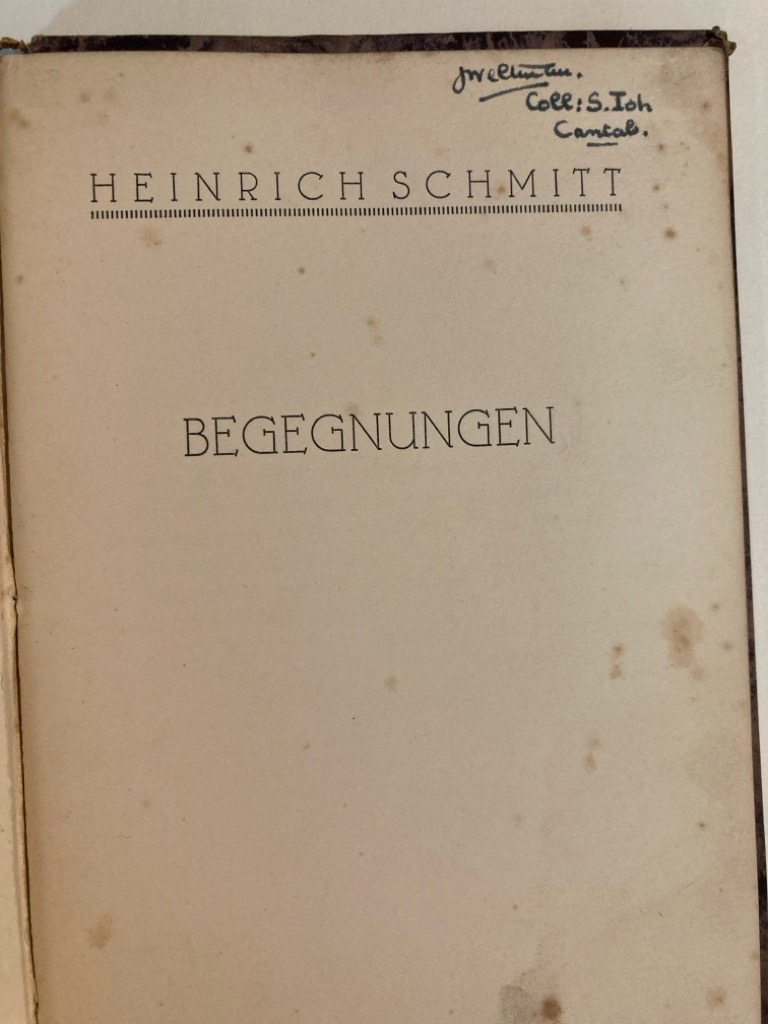 Coll: S. Ioh
Cantab.
HEINRICH SCHMITT
BEGEGNUNGEN